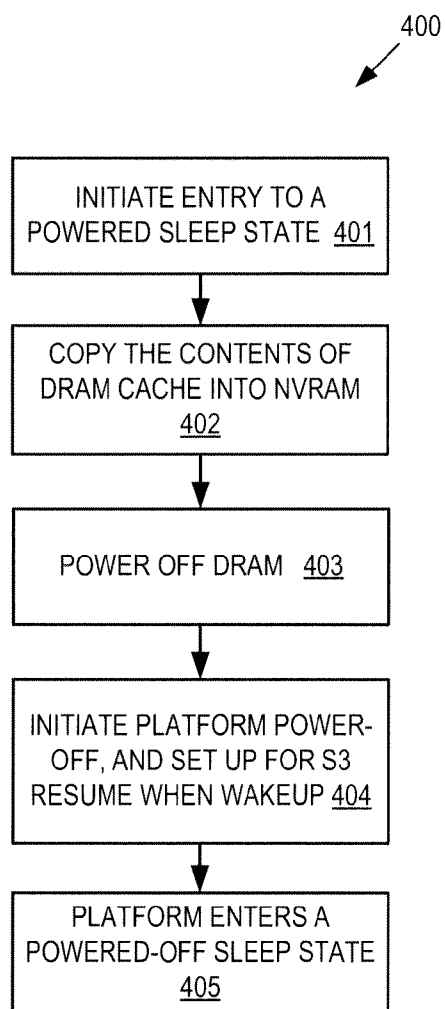 400
INITIATE ENTRY TO A
POWERED SLEEP STATE 401
COPY THE CONTENTS OF
DRAM CACHE INTO NVRAM
402
POWER OFF DRAM 403
INITIATE PLATFORM POWER-
OFF, AND SET UP FOR S3
RESUME WHEN WAKEUP 404
PLATFORM ENTERS A
POWERED-OFF SLEEP STATE
405